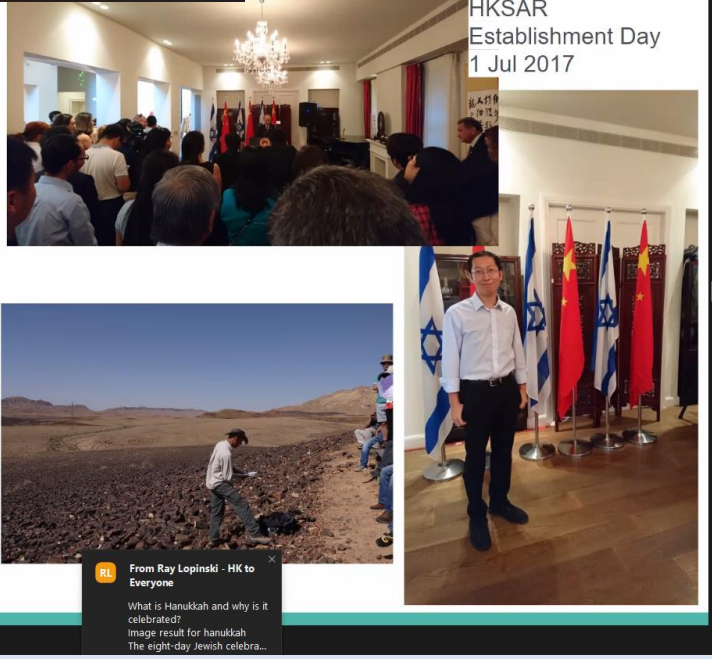 HKSAR
Establishment Day
1 Jul 2017
RL
From Ray Lopinski - HK to
Everyone
What is Hanukkah and why is it
celebrated?
Image result for hanukkah
The eight-day Jewish celebra...